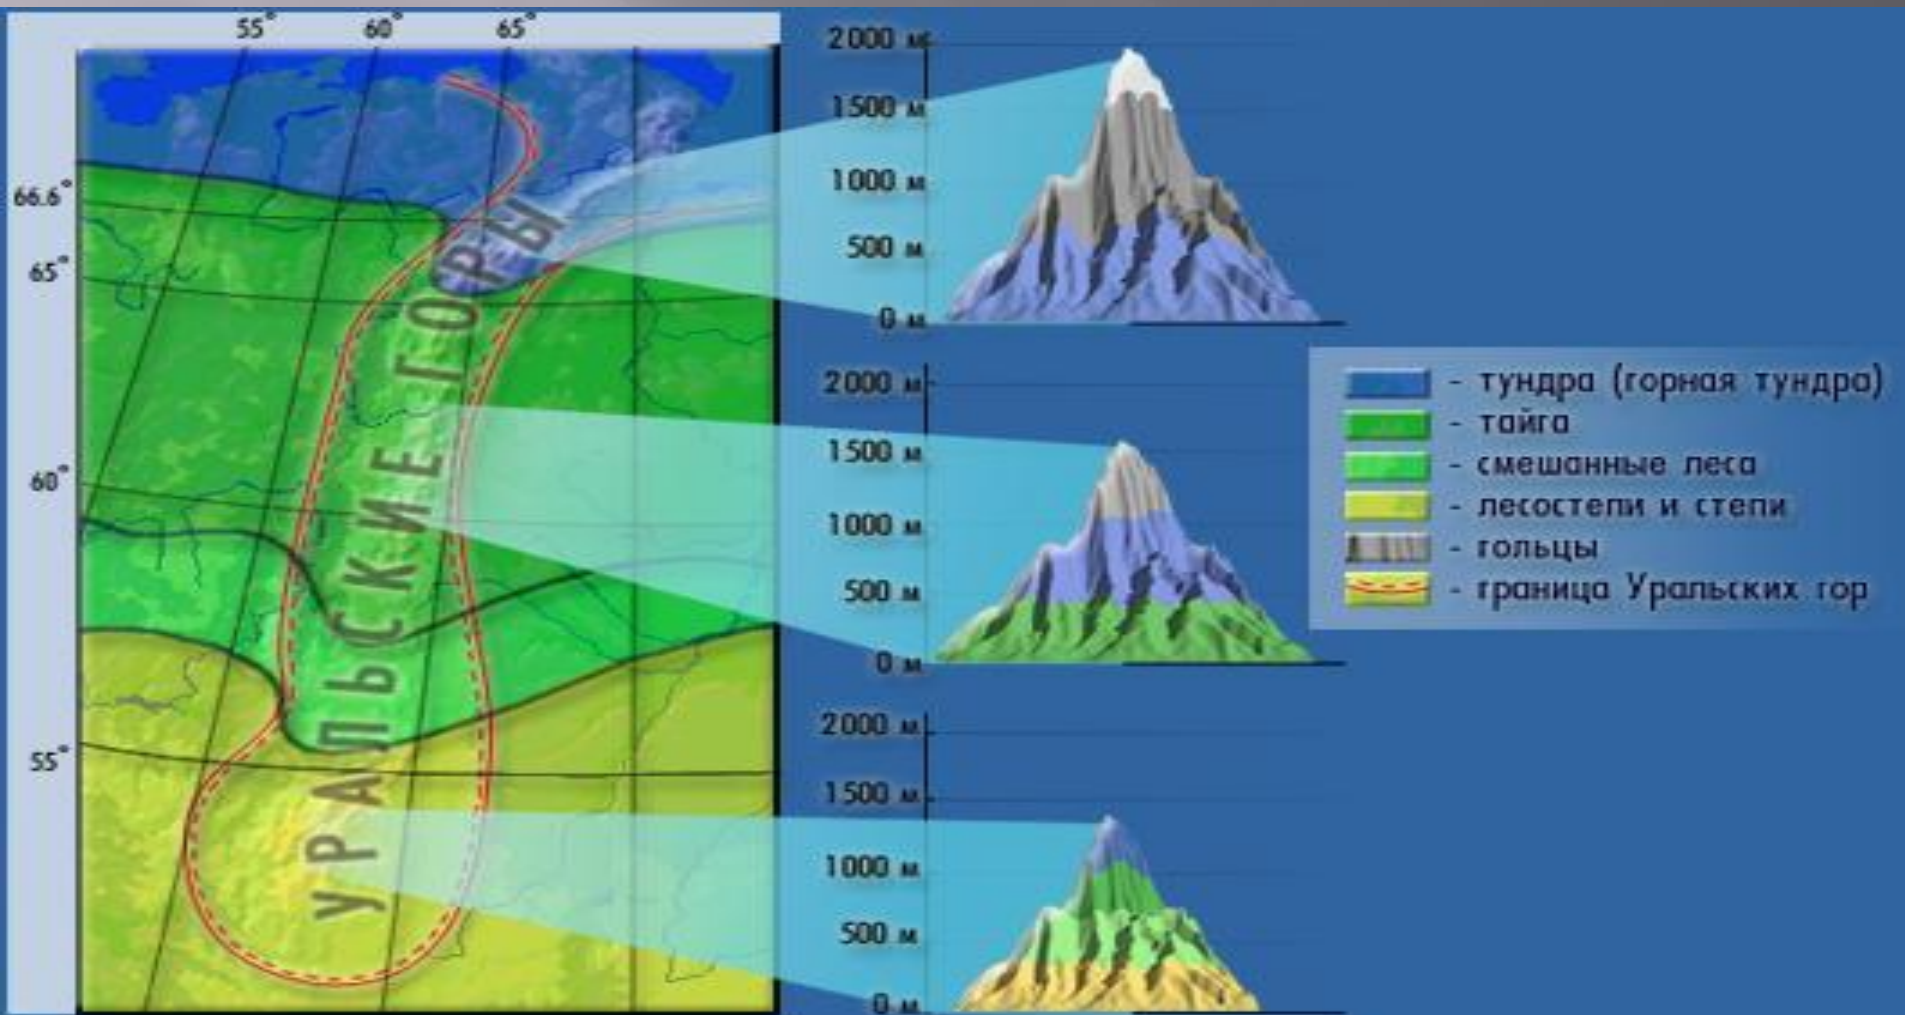 55°
60°
65°
66.6°
65°
60°
55°
УРАЛЬСКИЕ ГОРЫ
2000 м
1500 м
1000 м
500 м
0 м
2000 м
1500 м
1000 м
500 м
0 м
2000 м
1500 м
1000 м
500 м
0 м
- тундра (горная тундра)
- тайга
- смешанные леса
- лесостепи и степи
- гольцы
- граница Уральских гор